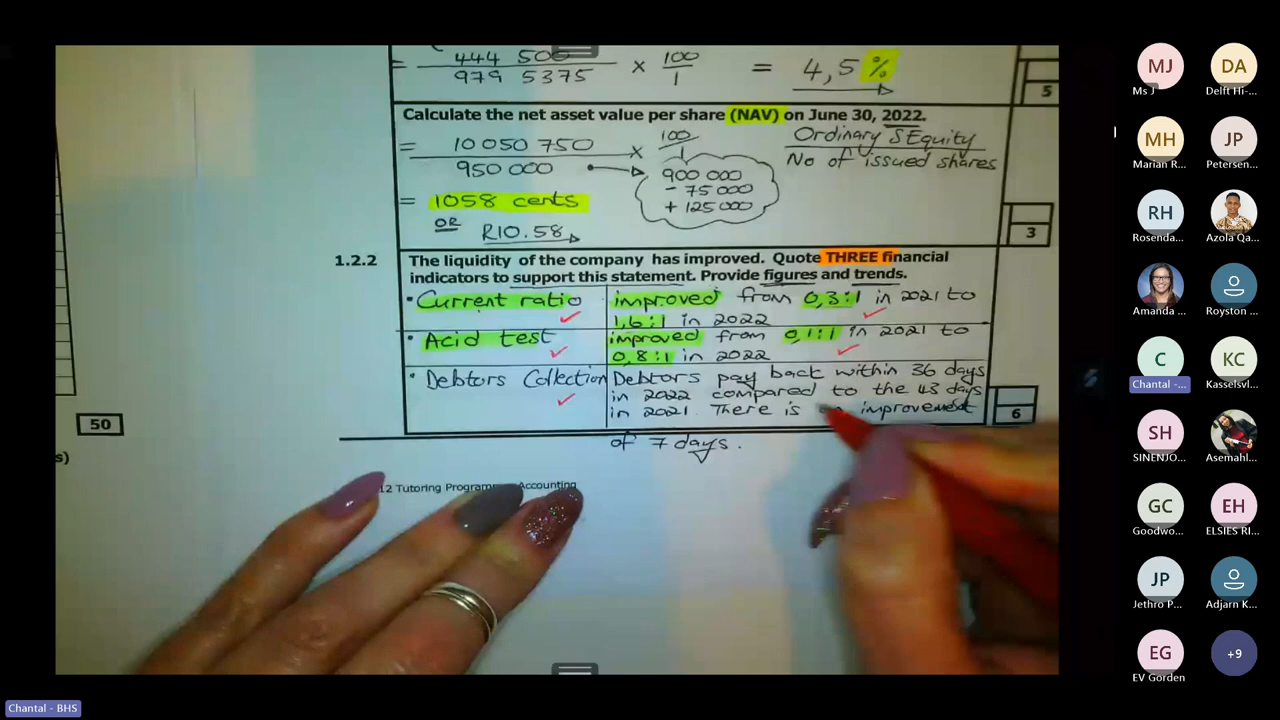 = 444 500 / 979 5375 × 100/1 = 4,5 %
5
Calculate the net asset value per share (NAV) on June 30, 2022.
= 10 050 750 / 950 000 × 100/1
Ordinary SEquity
No of issued shares
900 000
- 75 000
+ 125 000
= 1058 cents
OR
R10.58
3
1.2.2
The liquidity of the company has improved. Quote THREE financial
indicators to support this statement. Provide figures and trends.
• Current ratio
improved from 0,3:1 in 2021 to
1,6:1 in 2022
• Acid test
improved from 0,1:1 in 2021 to
0,8:1 in 2022
• Debtors Collection
Debtors pay back within 36 days
in 2022 compared to the 43 days
in 2021. There is an improvement
of 7 days.
6
50
s)
12 Tutoring Programme Accounting
MJ
Ms J
DA
Delft Hi-...
MH
Marian R...
JP
Petersen...
RH
Rosenda...
Azola Qa...
Amanda ...
Royston ...
C
Chantal -...
KC
Kasselsvl...
SH
SINENJO...
Asemahl...
GC
Goodwo...
EH
ELSIES RI...
JP
Jethro P...
Adjarn K...
EG
EV Gorden
+9
Chantal - BHS